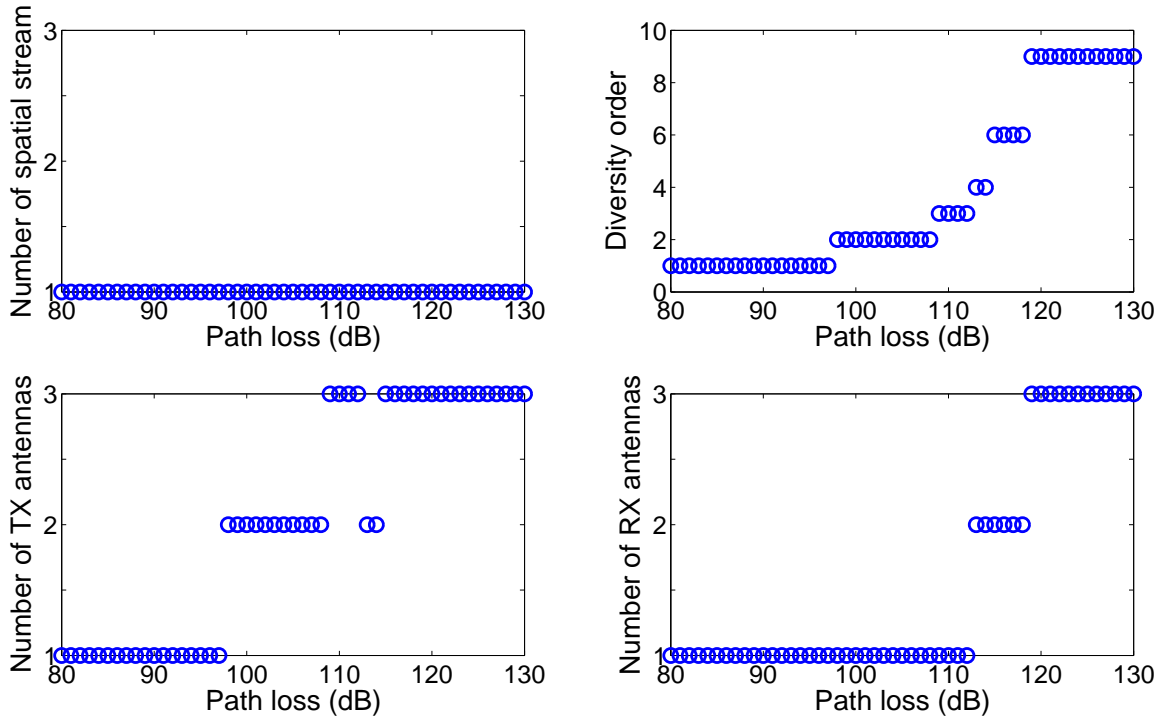 Number of spatial stream
3
2
1
80 90 100 110 120 130
Path loss (dB)
Diversity order
10
8
6
4
2
0
80 90 100 110 120 130
Path loss (dB)
Number of TX antennas
3
2
1
80 90 100 110 120 130
Path loss (dB)
Number of RX antennas
3
2
1
80 90 100 110 120 130
Path loss (dB)